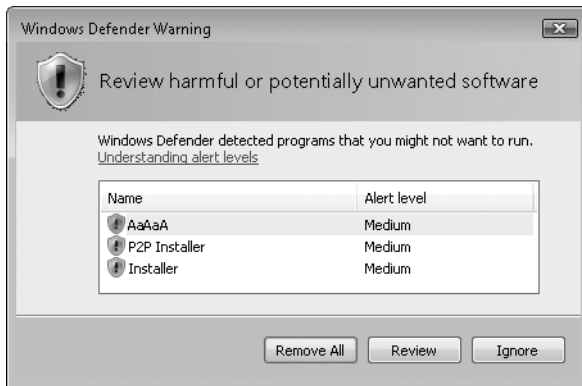 Windows Defender Warning
Review harmful or potentially unwanted software
Windows Defender detected programs that you might not want to run.
Understanding alert levels
Name Alert level
AaAaA Medium
P2P Installer Medium
Installer Medium
Remove All Review Ignore